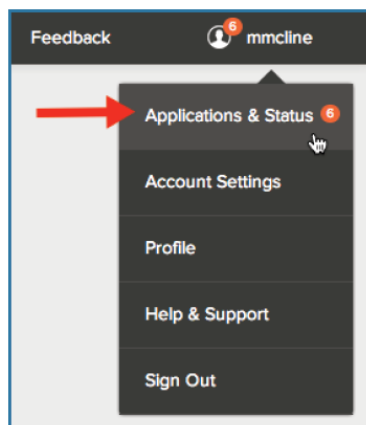 Feedback 6 mmcline
Applications & Status 6
Account Settings
Profile
Help & Support
Sign Out